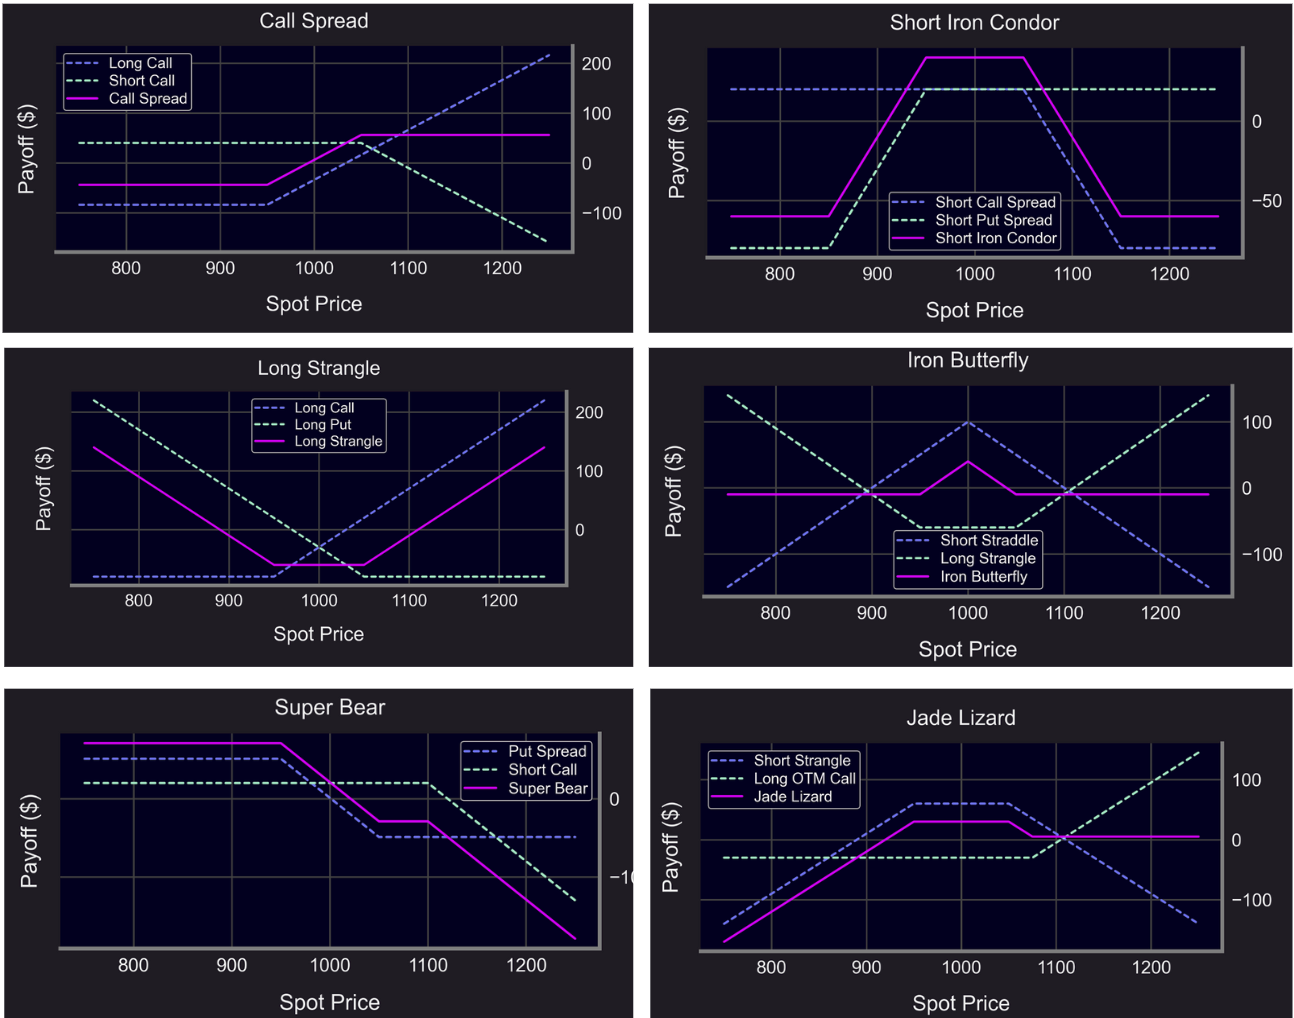 Call Spread
Long Call
Short Call
Call Spread
200
100
0
−100
Payoff ($)
800 900 1000 1100 1200
Spot Price
Short Iron Condor
0
−50
Short Call Spread
Short Put Spread
Short Iron Condor
Payoff ($)
800 900 1000 1100 1200
Spot Price
Long Strangle
Long Call
Long Put
Long Strangle
200
100
0
Payoff ($)
800 900 1000 1100 1200
Spot Price
Iron Butterfly
100
0
−100
Short Straddle
Long Strangle
Iron Butterfly
Payoff ($)
800 900 1000 1100 1200
Spot Price
Super Bear
Put Spread
Short Call
Super Bear
0
−10
Payoff ($)
800 900 1000 1100 1200
Spot Price
Jade Lizard
Short Strangle
Long OTM Call
Jade Lizard
100
0
−100
Payoff ($)
800 900 1000 1100 1200
Spot Price